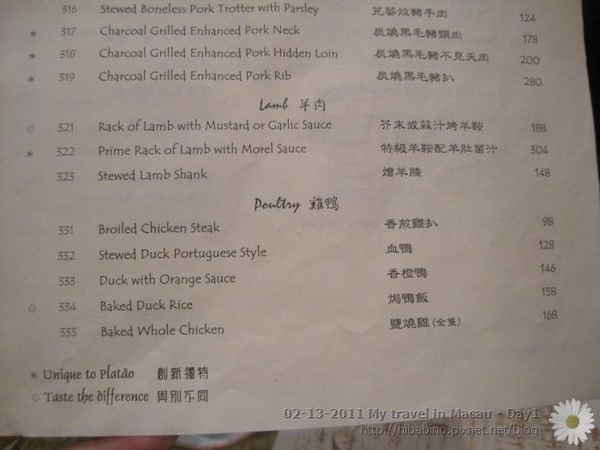 316 Stewed Boneless Pork Trotter with Parsley 芫荽炆豬手肉 124
* 317 Charcoal Grilled Enhanced Pork Neck 炭燒黑毛豬頸肉 178
* 318 Charcoal Grilled Enhanced Pork Hidden Loin 炭燒黑毛豬不見天肉 200
* 319 Charcoal Grilled Enhanced Pork Rib 炭燒黑毛豬扒 280
Lamb 羊肉
☺ 321 Rack of Lamb with Mustard or Garlic Sauce 芥末或蒜汁烤羊鞍 188
* 322 Prime Rack of Lamb with Morel Sauce 特級羊鞍配羊肚菌汁 304
323 Stewed Lamb Shank 燴羊膝 148
Poultry 雞鴨
331 Broiled Chicken Steak 香煎雞扒 98
332 Stewed Duck Portuguese Style 血鴨 128
333 Duck with Orange Sauce 香橙鴨 146
☺ 334 Baked Duck Rice 焗鴨飯 158
335 Baked Whole Chicken 鹽燒雞(全隻) 168
* Unique to Platão 創新獨特
☺ Taste the difference 與別不同
02-13-2011 My travel in Macau - Day1
http://hibabino.pixnet.net/blog